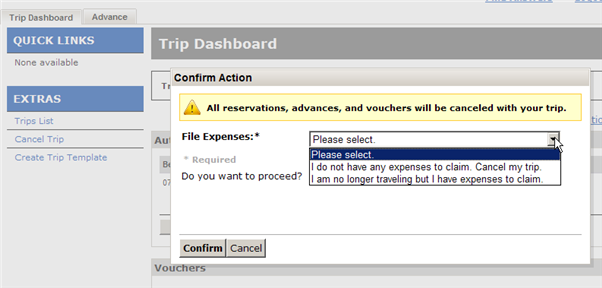 Trip Dashboard
Advance
QUICK LINKS
None available
EXTRAS
Trips List
Cancel Trip
Create Trip Template
Trip Dashboard
Confirm Action
All reservations, advances, and vouchers will be canceled with your trip.
File Expenses:*
Please select.
Please select.
I do not have any expenses to claim. Cancel my trip.
I am no longer traveling but I have expenses to claim.
* Required
Do you want to proceed?
Confirm
Cancel
Vouchers